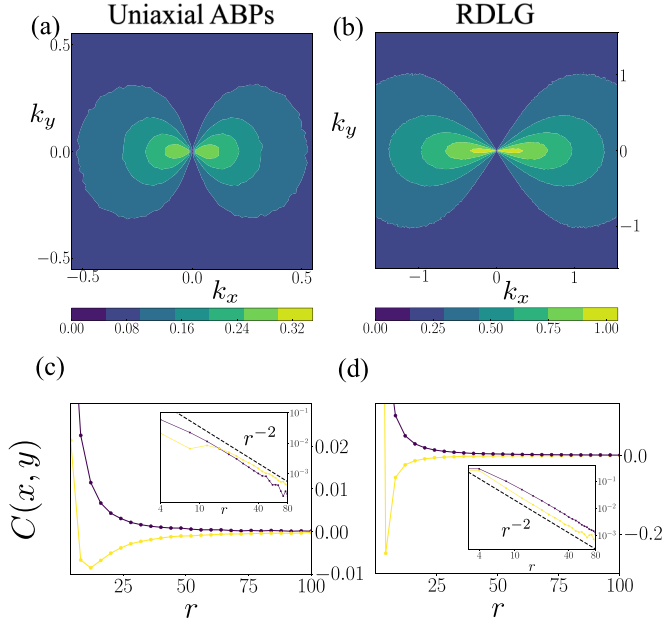 Uniaxial ABPs
RDLG
(a)
(b)
0.5
0.0
−0.5
k_y
−0.5
0.0
0.5
k_x
0.00
0.08
0.16
0.24
0.32
k_y
1
0
−1
−1
0
1
k_x
0.00
0.25
0.50
0.75
1.00
(c)
(d)
C(x, y)
0.02
0.01
0.00
−0.01
25
50
75
100
r
r^{−2}
10^{−1}
10^{−2}
10^{−3}
4
10
40
80
r
0.0
−0.2
25
50
75
100
r
r^{−2}
10^{−1}
10^{−2}
10^{−3}
4
10
40
80
r